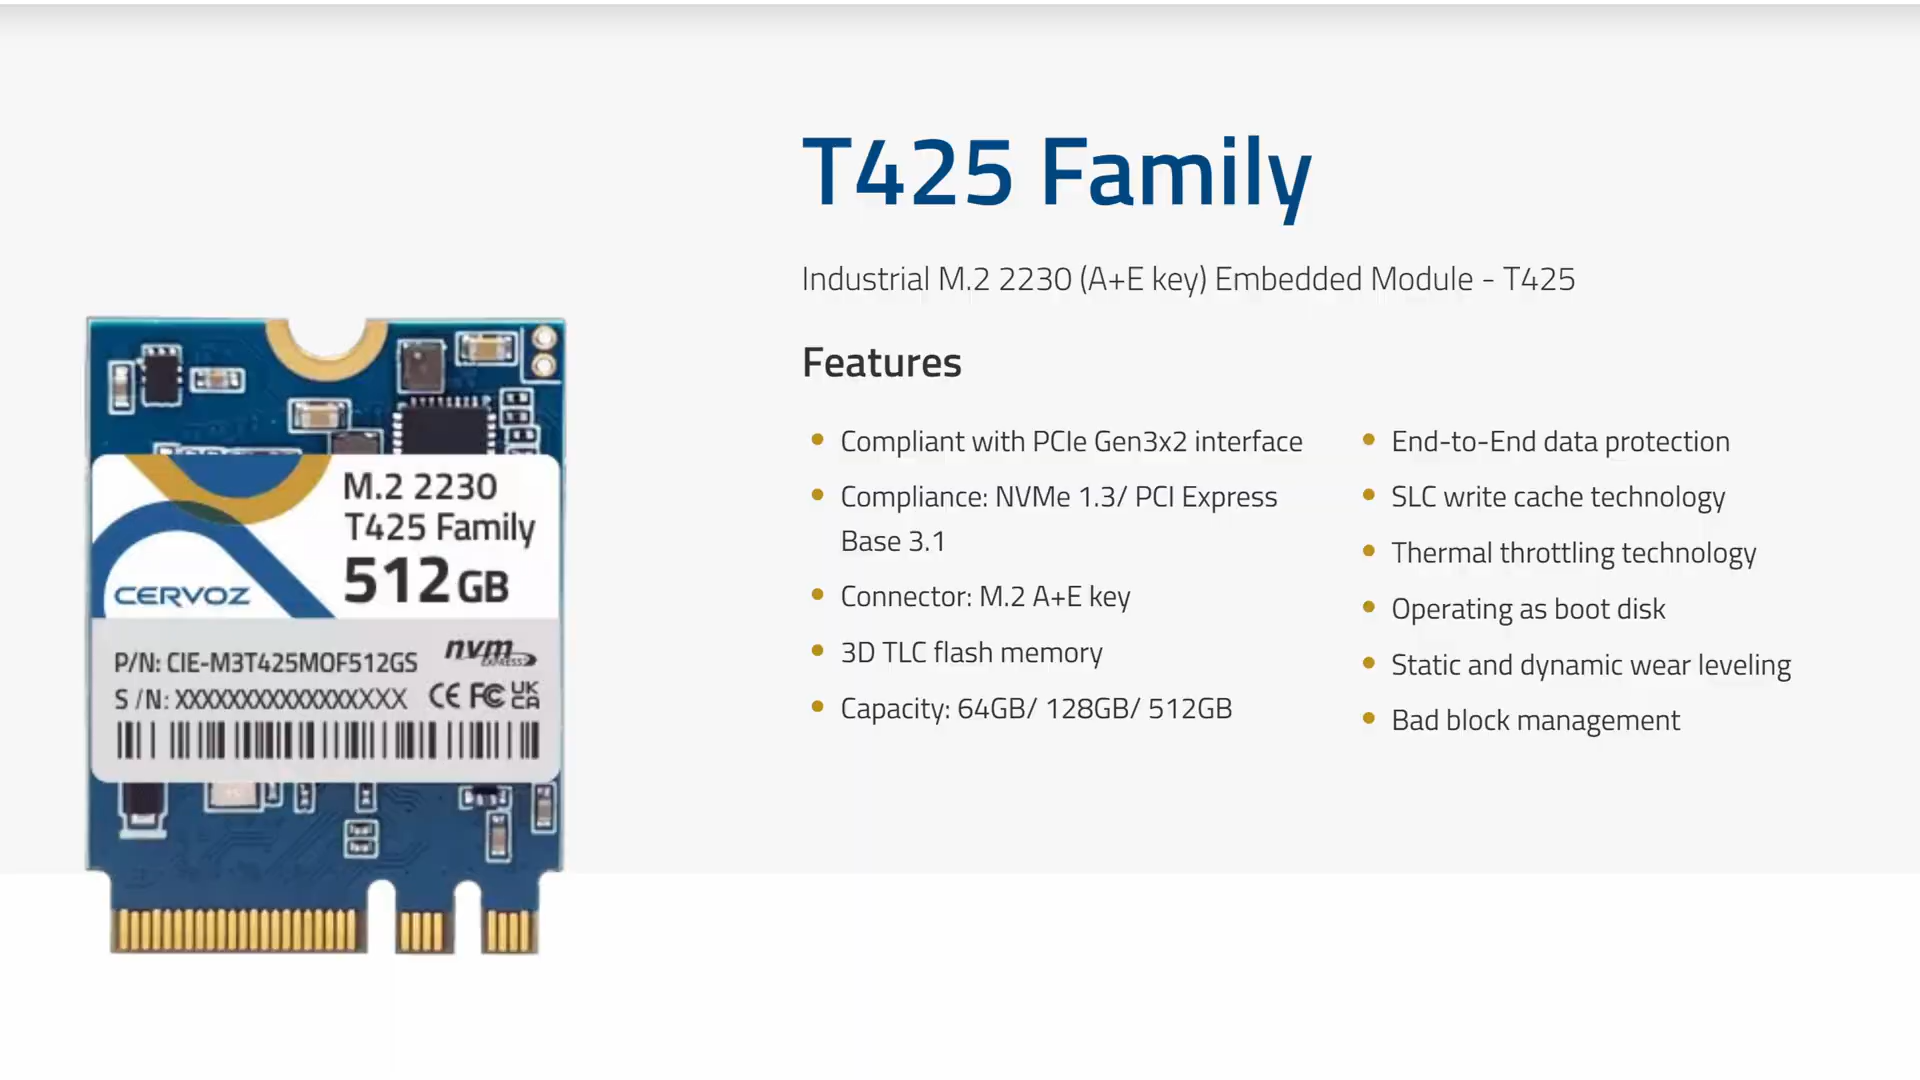 T425 Family
Industrial M.2 2230 (A+E key) Embedded Module - T425
Features
Compliant with PCIe Gen3x2 interface
Compliance: NVMe 1.3/ PCI Express
Base 3.1
Connector: M.2 A+E key
3D TLC flash memory
Capacity: 64GB/ 128GB/ 512GB
End-to-End data protection
SLC write cache technology
Thermal throttling technology
Operating as boot disk
Static and dynamic wear leveling
Bad block management
M.2 2230
T425 Family
512GB
CERVOZ
P/N: CIE-M3T425MOF512GS
nvm
EXPRESS
S/N: XXXXXXXXXXXXXXXXX
CE FC UK
CA